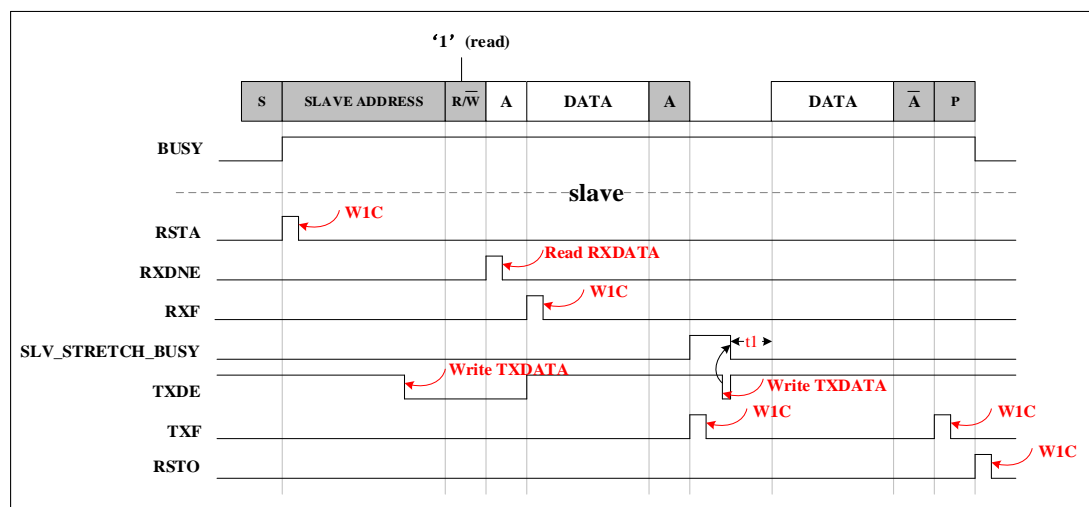 ‘1’ (read)
S SLAVE ADDRESS R/W̅ A DATA A DATA A̅ P
BUSY
slave
W1C
RSTA
Read RXDATA
RXDNE
W1C
RXF
SLV_STRETCH_BUSY t1
Write TXDATA
TXDE Write TXDATA
W1C W1C
TXF
W1C
RSTO